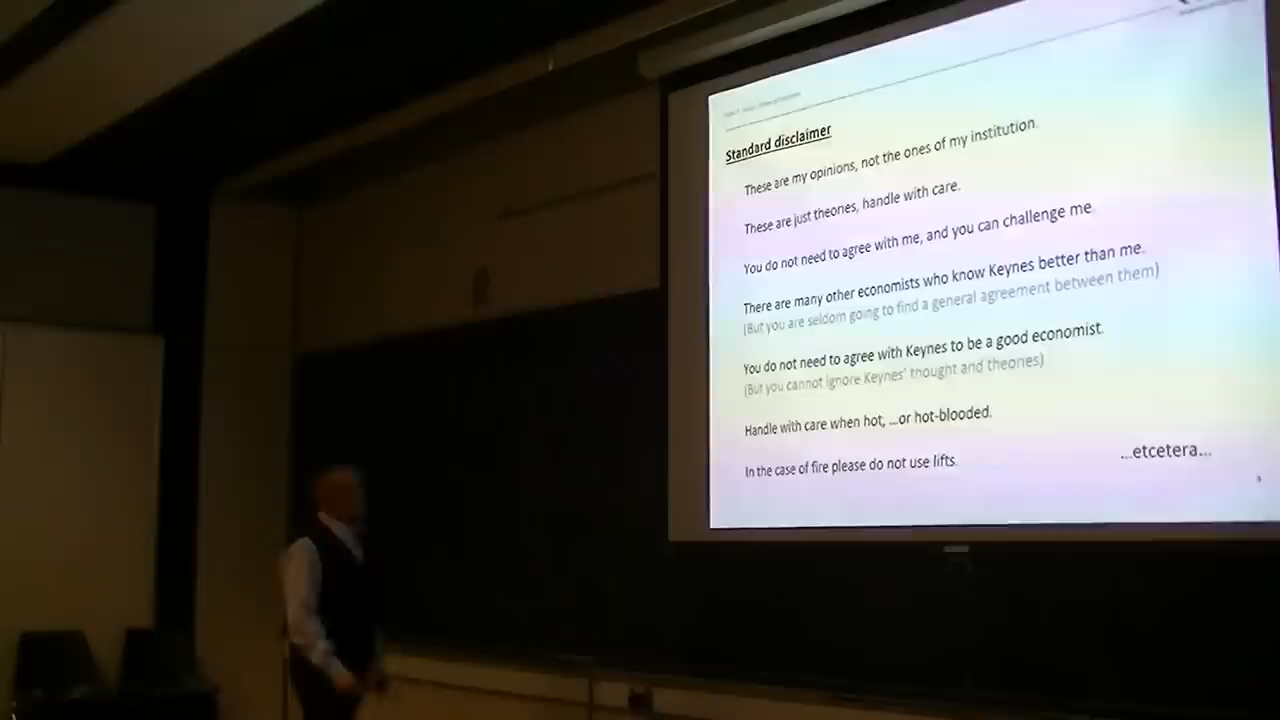 Standard disclaimer
These are my opinions, not the ones of my institution.
These are just theories, handle with care.
You do not need to agree with me, and you can challenge me.
There are many other economists who know Keynes better than me.
(But you are seldom going to find a general agreement between them)
You do not need to agree with Keynes to be a good economist.
(But you cannot ignore Keynes' thought and theories)
Handle with care when hot, ...or hot-blooded.
In the case of fire please do not use lifts.
...etcetera...